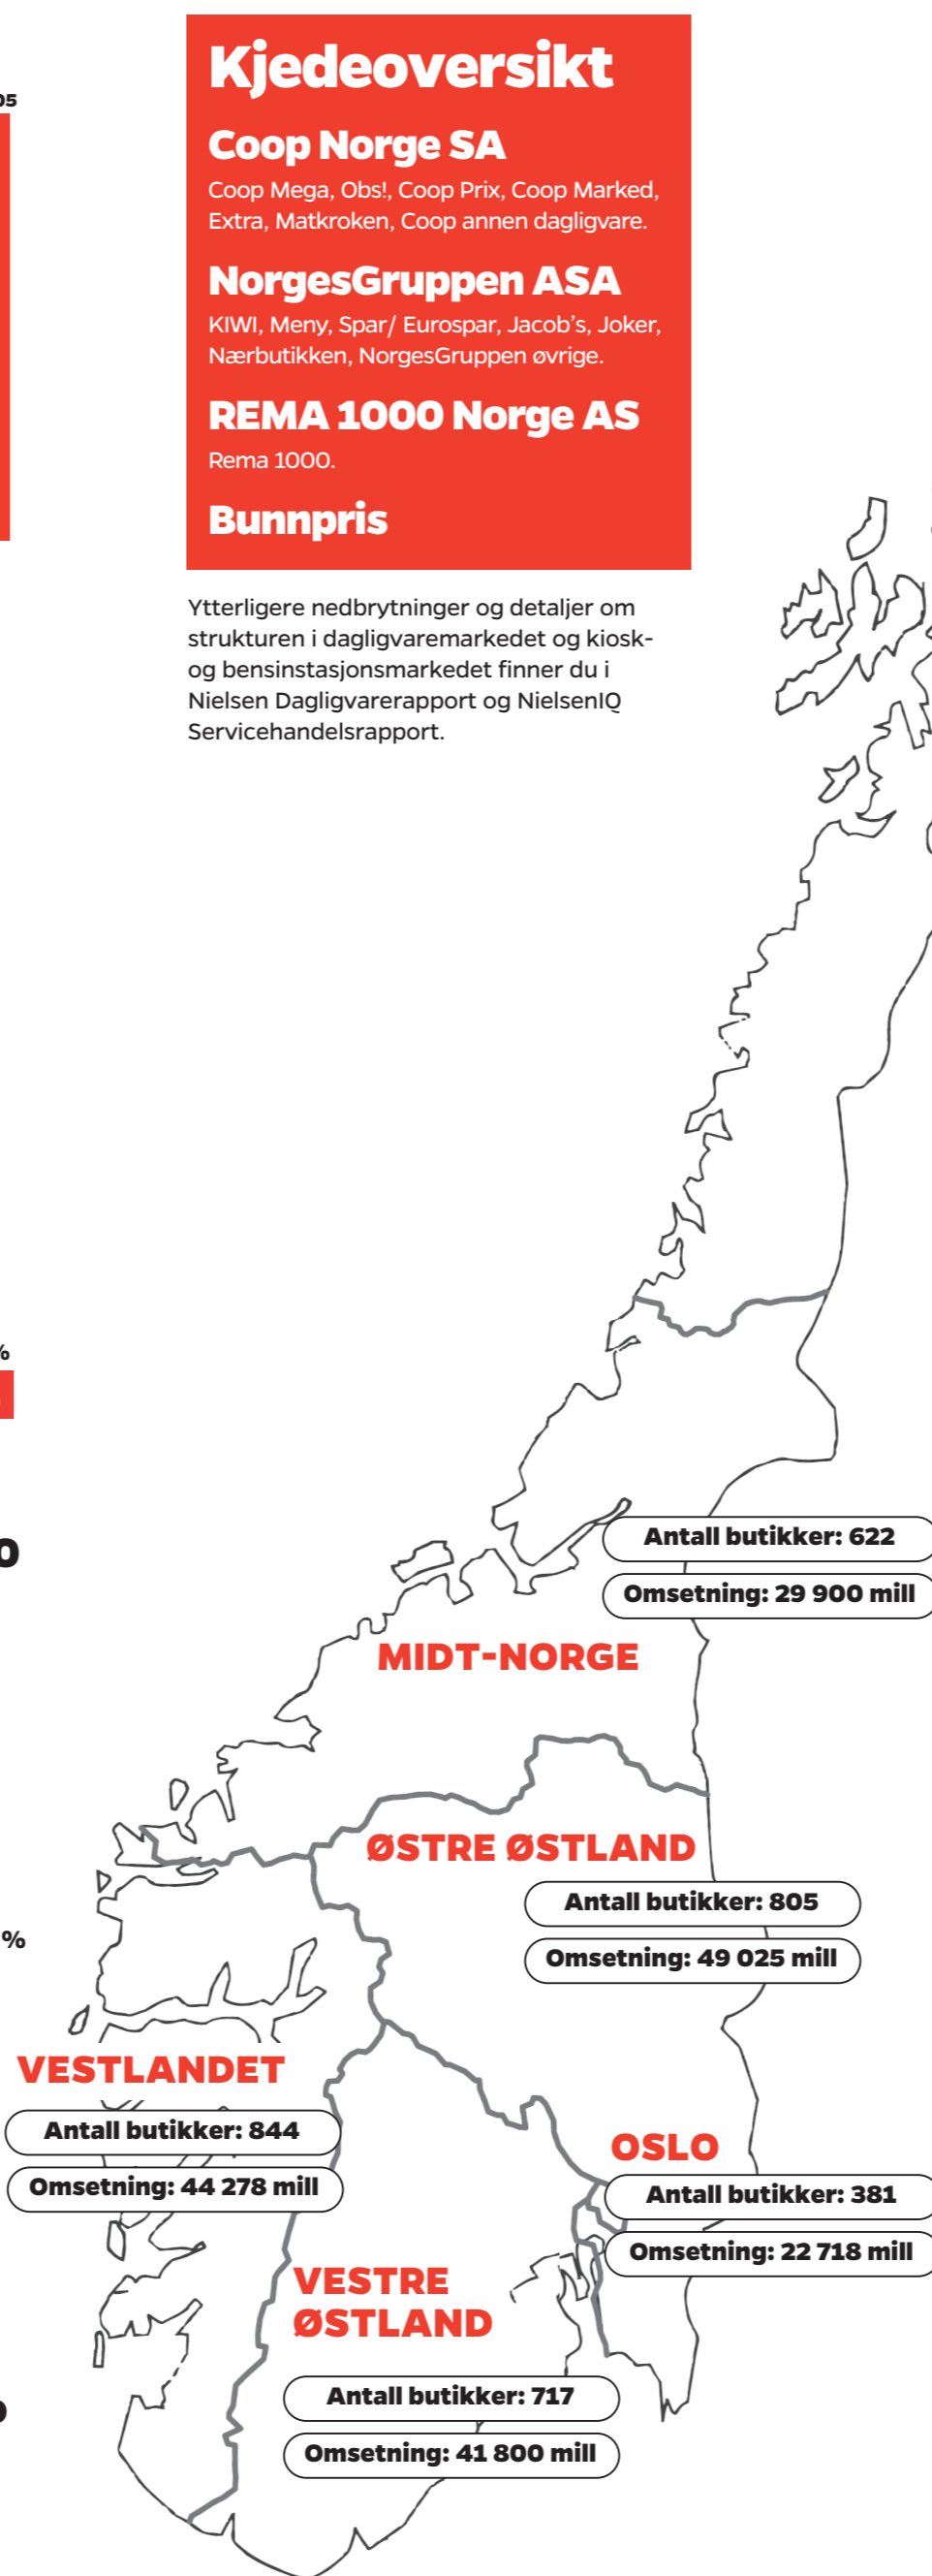 05
Kjedeoversikt
Coop Norge SA
Coop Mega, Obs!, Coop Prix, Coop Marked,
Extra, Matkroken, Coop annen dagligvare.
NorgesGruppen ASA
KIWI, Meny, Spar/ Eurospar, Jacob’s, Joker,
Nærbutikken, NorgesGruppen øvrige.
REMA 1000 Norge AS
Rema 1000.
Bunnpris
Ytterligere nedbrytninger og detaljer om
strukturen i dagligvaremarkedet og kiosk-
og bensinstasjonsmarkedet finner du i
Nielsen Dagligvarerapport og NielsenIQ
Servicehandelsrapport.
%
Antall butikker: 622
Omsetning: 29 900 mill
MIDT-NORGE
ØSTRE ØSTLAND
Antall butikker: 805
Omsetning: 49 025 mill
%
VESTLANDET
Antall butikker: 844
Omsetning: 44 278 mill
OSLO
Antall butikker: 381
Omsetning: 22 718 mill
VESTRE
ØSTLAND
Antall butikker: 717
Omsetning: 41 800 mill